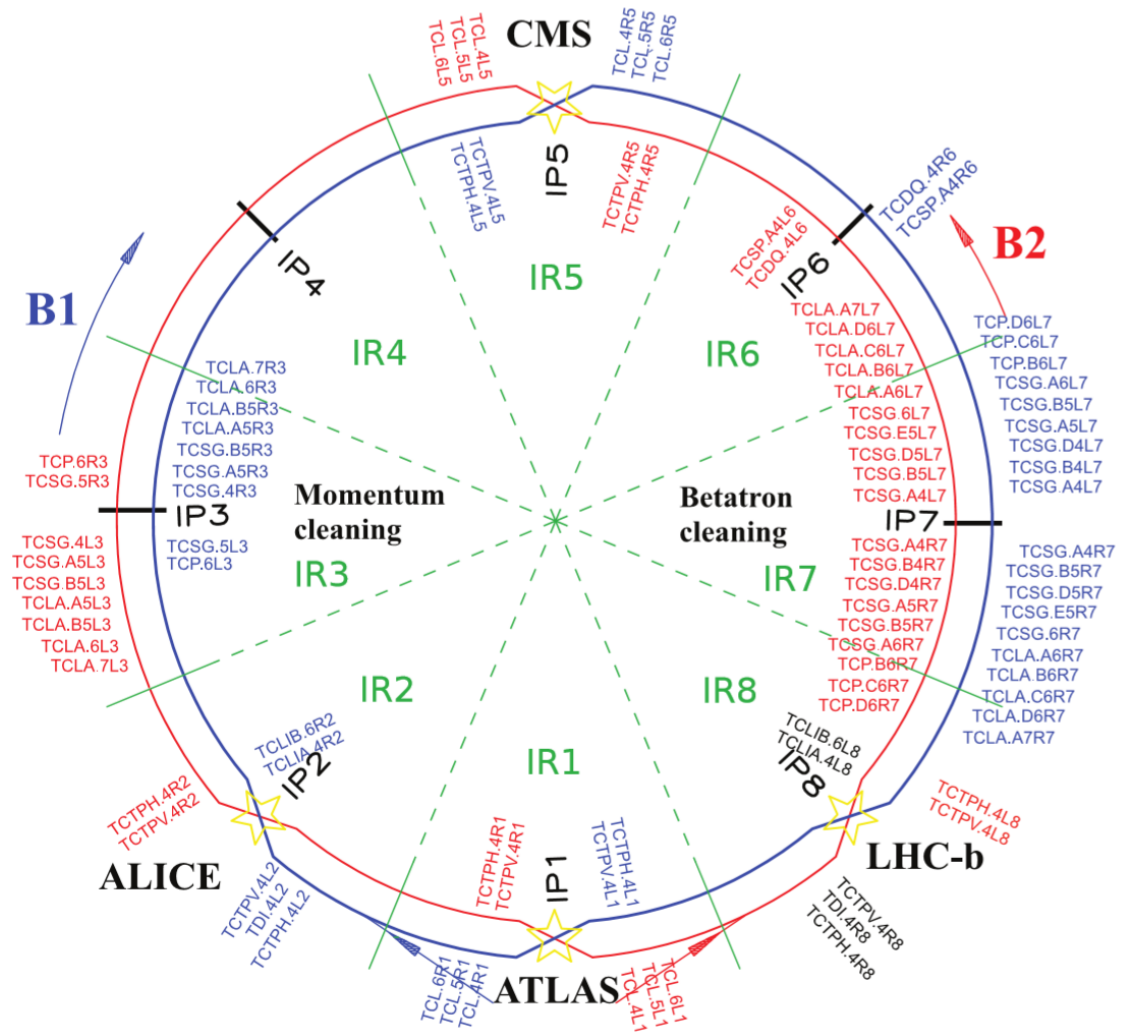 CMS
TCL.4L5
TCL.5L5
TCL.6L5
TCL.4R5
TCL.5R5
TCL.6R5
IP5
TCTPV.4L5
TCTPH.4L5
TCTPV.4R5
TCTPH.4R5
IR5
TCDQ.4R6
TCSP.A4R6
TCSP.A4L6
TCDQ.4L6
IP6
B2
IP4
B1
IR4
IR6
TCLA.A7L7
TCLA.D6L7
TCLA.C6L7
TCLA.B6L7
TCLA.A6L7
TCSG.6L7
TCSG.E5L7
TCSG.D5L7
TCSG.B5L7
TCSG.A4L7
TCP.D6L7
TCP.C6L7
TCP.B6L7
TCSG.A6L7
TCSG.B5L7
TCSG.A5L7
TCSG.D4L7
TCSG.B4L7
TCSG.A4L7
TCLA.7R3
TCLA.6R3
TCLA.B5R3
TCLA.A5R3
TCSG.B5R3
TCSG.A5R3
TCSG.4R3
TCP.6R3
TCSG.5R3
IP3
Momentum
cleaning
Betatron
cleaning
IP7
TCSG.4L3
TCSG.A5L3
TCSG.B5L3
TCLA.A5L3
TCLA.B5L3
TCLA.6L3
TCLA.7L3
TCSG.5L3
TCP.6L3
IR3
IR7
TCSG.A4R7
TCSG.B4R7
TCSG.D4R7
TCSG.A5R7
TCSG.B5R7
TCSG.A6R7
TCP.B6R7
TCP.C6R7
TCP.D6R7
TCSG.A4R7
TCSG.B5R7
TCSG.D5R7
TCSG.E5R7
TCSG.6R7
TCLA.A6R7
TCLA.B6R7
TCLA.C6R7
TCLA.D6R7
TCLA.A7R7
IR2
IR8
IR1
TCLIB.6R2
TCLIA.4R2
IP2
TCLIB.6L8
TCLIA.4L8
IP8
TCTPH.4R2
TCTPV.4R2
ALICE
TCTPV.4L2
TDI.4L2
TCTPH.4L2
TCTPH.4R1
TCTPV.4R1
IP1
TCTPH.4L1
TCTPV.4L1
TCTPH.4L8
TCTPV.4L8
LHC-b
TCTPV.4R8
TDI.4R8
TCTPH.4R8
TCL.6R1
TCL.5R1
TCL.4R1
ATLAS
TCL.6L1
TCL.5L1
TCL.4L1